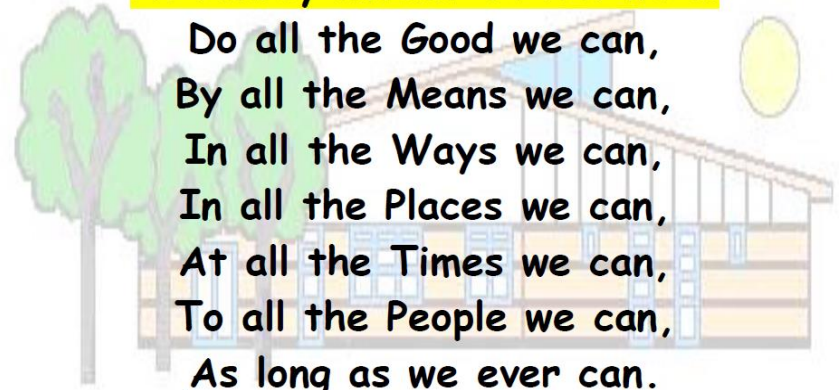 Do all the Good we can,
By all the Means we can,
In all the Ways we can,
In all the Places we can,
At all the Times we can,
To all the People we can,
As long as we ever can.